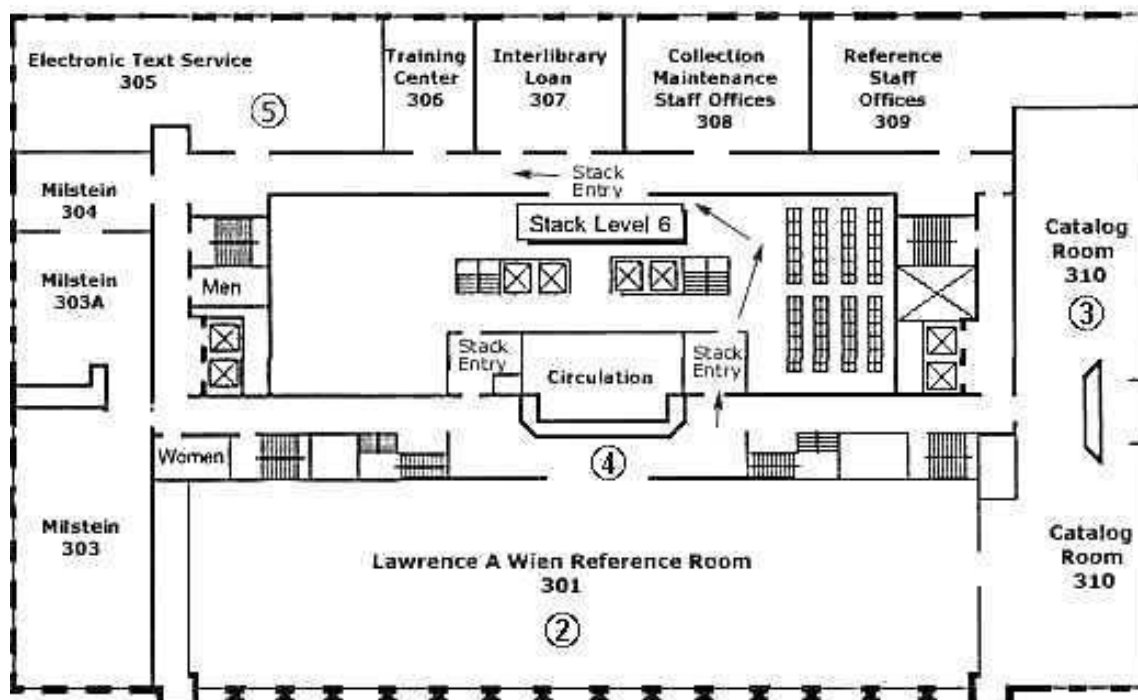 Electronic Text Service
305
⑤
Training
Center
306
Interlibrary
Loan
307
Collection
Maintenance
Staff Offices
308
Reference
Staff
Offices
309
Milstein
304
Stack
Entry
Stack Level 6
Milstein
303A
Men
Catalog
Room
310
③
Stack
Entry
Circulation
Stack
Entry
Women
④
Milstein
303
Lawrence A Wien Reference Room
301
②
Catalog
Room
310